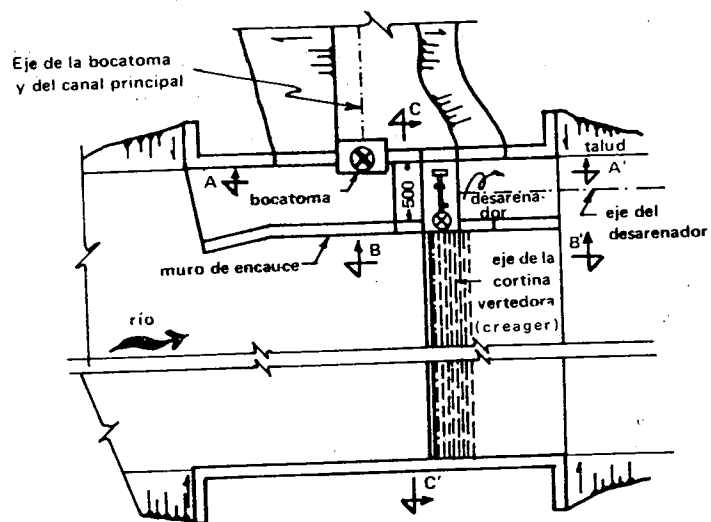 Eje de la bocatoma
y del canal principal
C
talud
A
bocatoma
500
desarena-
dor
A'
eje del
desarenador
muro de encauce
B
eje de la
cortina
vertedora
(creager)
B'
río
C'